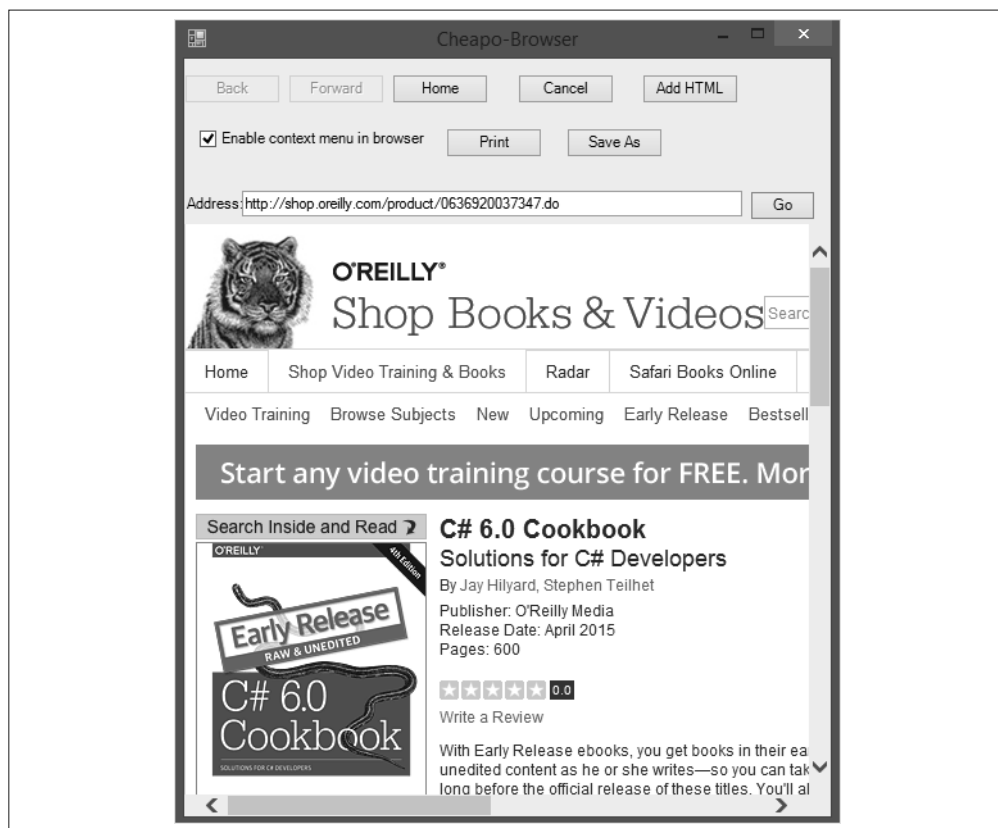 Cheapo-Browser
Back Forward Home Cancel Add HTML
Enable context menu in browser Print Save As
Address: http://shop.oreilly.com/product/0636920037347.do Go
O'REILLY®
Shop Books & Videos Searc
Home Shop Video Training & Books Radar Safari Books Online
Video Training Browse Subjects New Upcoming Early Release Bestsell
Start any video training course for FREE. Mor
Search Inside and Read
O'REILLY®
4th Edition
Early Release
RAW & UNEDITED
C# 6.0
Cookbook
SOLUTIONS FOR C# DEVELOPERS
C# 6.0 Cookbook
Solutions for C# Developers
By Jay Hilyard, Stephen Teilhet
Publisher: O'Reilly Media
Release Date: April 2015
Pages: 600
0.0
Write a Review
With Early Release ebooks, you get books in their ea
unedited content as he or she writes—so you can tak
long before the official release of these titles. You'll al